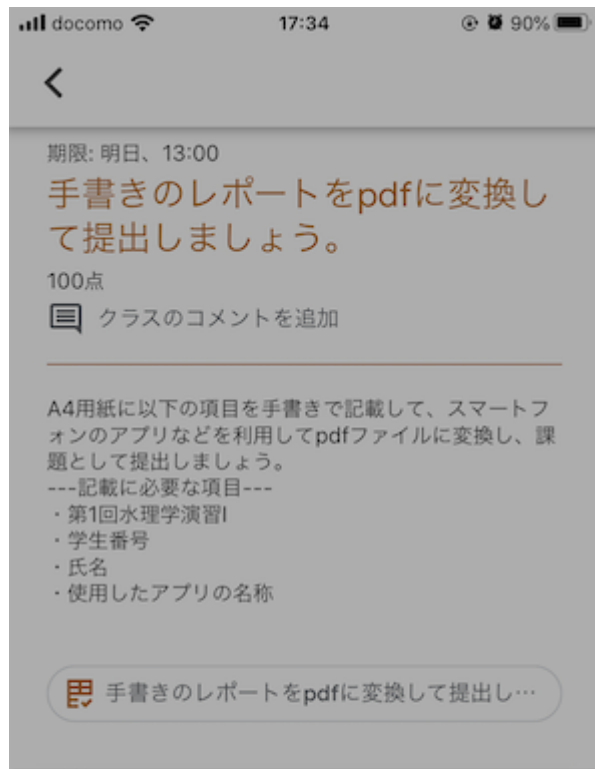 docomo 17:34 90%
期限: 明日、13:00
手書きのレポートをpdfに変換し
て提出しましょう。
100点
クラスのコメントを追加
A4用紙に以下の項目を手書きで記載して、スマートフ
ォンのアプリなどを利用してpdfファイルに変換し、課
題として提出しましょう。
---記載に必要な項目---
・第1回水理学演習I
・学生番号
・氏名
・使用したアプリの名称
手書きのレポートをpdfに変換して提出し…